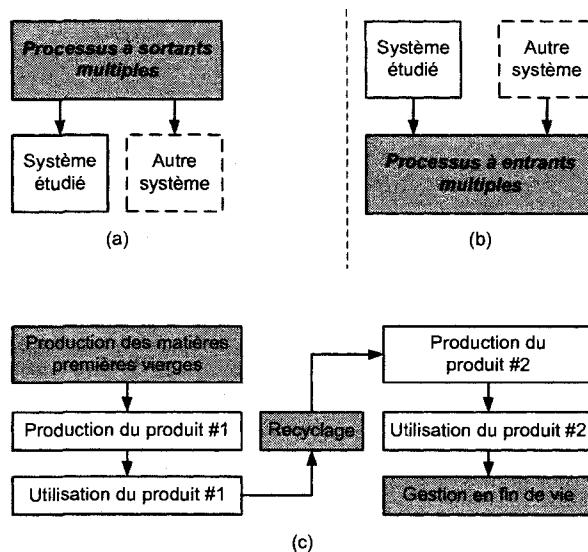 Processus à sortants
multiples
Système
étudié
Autre
système
(a)
Système
étudié
Autre
système
Processus à entrants
multiples
(b)
Production des matières
premières vierges
Production du produit #1
Utilisation du produit #1
Recyclage
Production du
produit #2
Utilisation du produit #2
Gestion en fin de vie
(c)